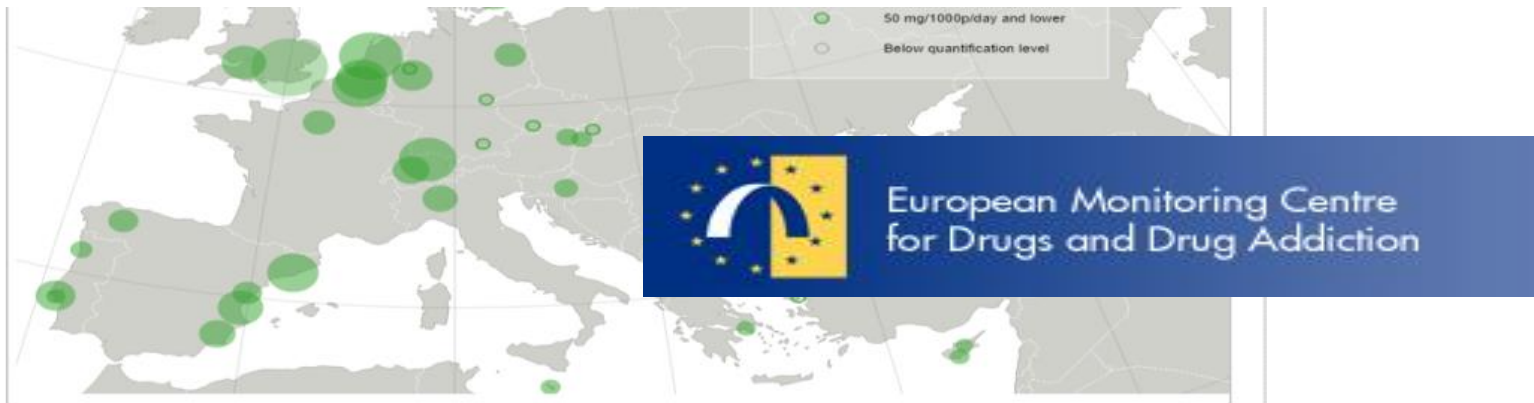 50 mg/1000p/day and lower
Below quantification level
European Monitoring Centre
for Drugs and Drug Addiction